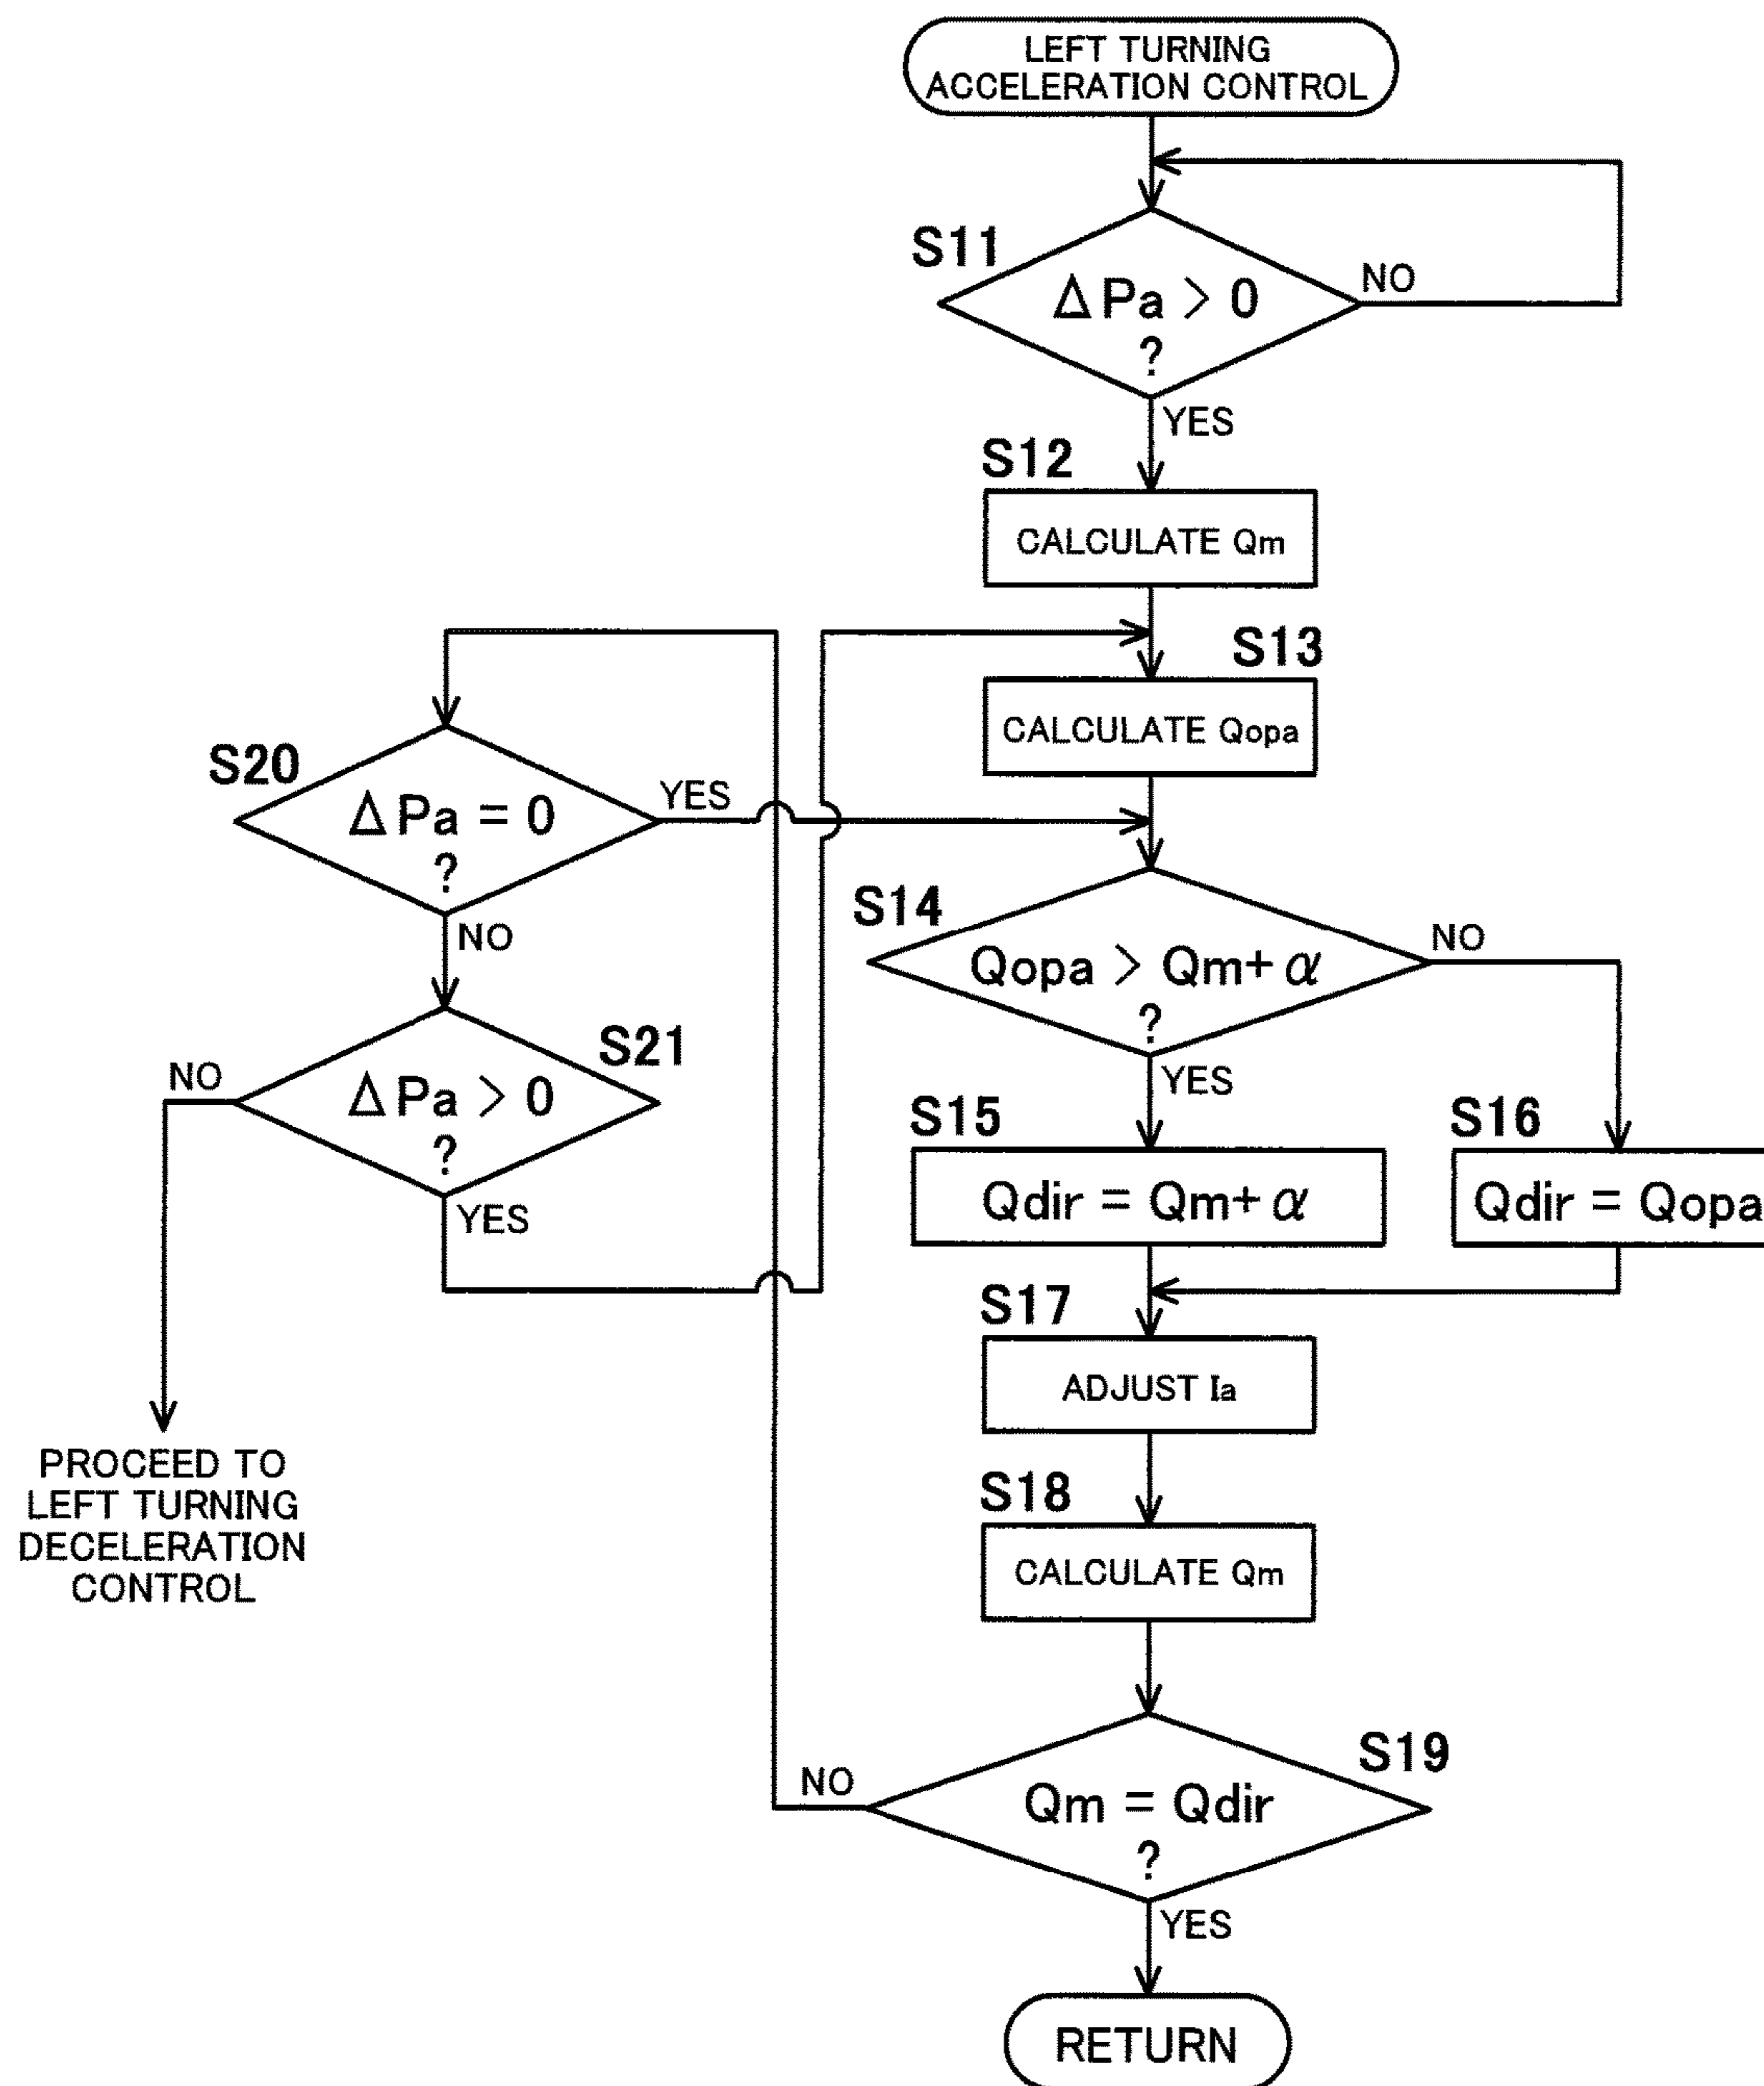 LEFT TURNING
ACCELERATION CONTROL
S11
ΔPa > 0
?
NO
YES
S12
CALCULATE Qm
S13
CALCULATE Qopa
S20
ΔPa = 0
?
YES
NO
S14
Qopa > Qm+α
?
NO
YES
S21
ΔPa > 0
?
NO
YES
S15
Qdir = Qm+α
S16
Qdir = Qopa
S17
ADJUST Ia
PROCEED TO
LEFT TURNING
DECELERATION
CONTROL
S18
CALCULATE Qm
S19
Qm = Qdir
?
NO
YES
RETURN